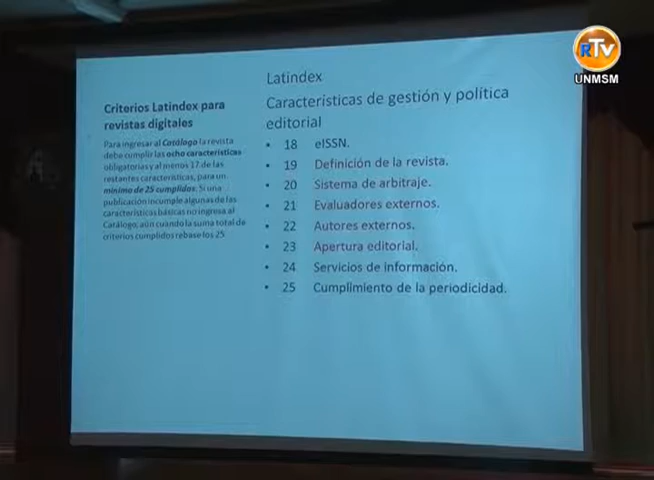 RTV
UNMSM
Criterios Latindex para
revistas digitales
Para ingresar al Catálogo la revista
debe cumplir las ocho características
obligatorias y al menos 17 de las
restantes características, para un
mínimo de 25 cumplidos. Si una
publicación incumple algunas de las
características básicas no ingresa al
Catálogo, aún cuando la suma total de
criterios cumplidos rebase los 25
Latindex
Características de gestión y política
editorial
• 18 eISSN.
• 19 Definición de la revista.
• 20 Sistema de arbitraje.
• 21 Evaluadores externos.
• 22 Autores externos.
• 23 Apertura editorial.
• 24 Servicios de información.
• 25 Cumplimiento de la periodicidad.